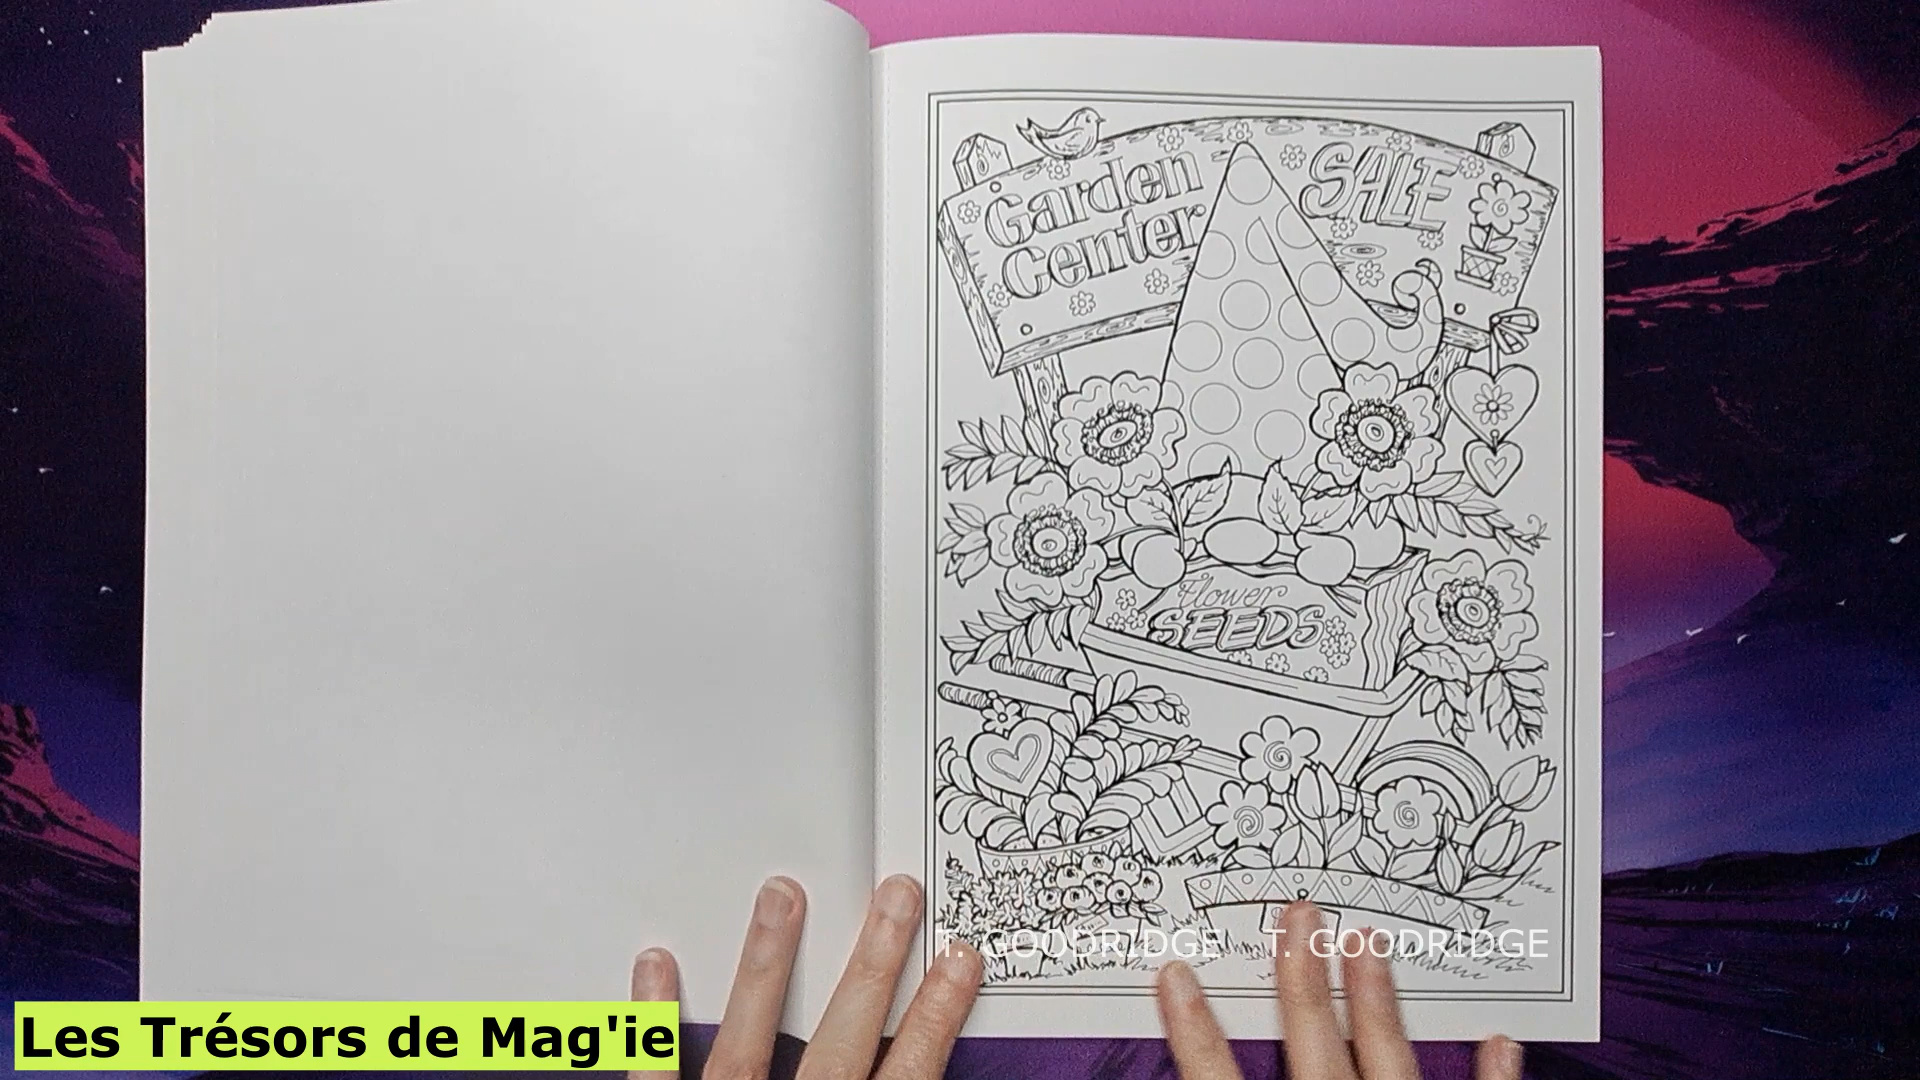 Garden
Center
SALE
Flower
SEEDS
T. GOODRIDGE T. GOODRIDGE
Les Trésors de Mag'ie